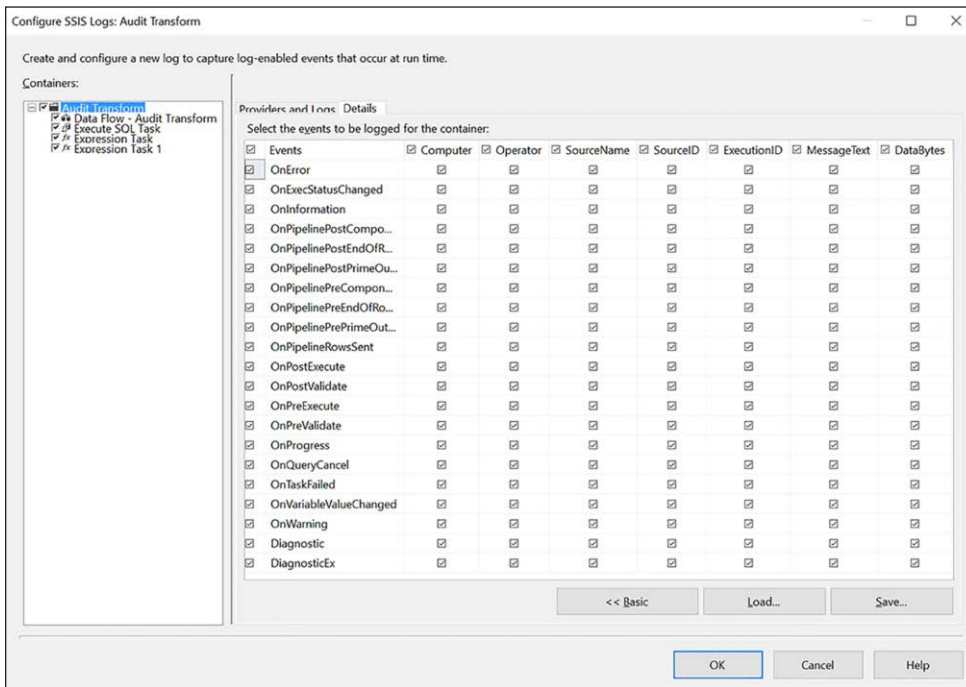 Configure SSIS Logs: Audit Transform
Create and configure a new log to capture log-enabled events that occur at run time.
Containers:
Audit Transform
Data Flow - Audit Transform
Execute SQL Task
Expression Task
Expression Task 1
Providers and Logs Details
Select the events to be logged for the container:
Events Computer Operator SourceName SourceID ExecutionID MessageText DataBytes
OnError
OnExecStatusChanged
OnInformation
OnPipelinePostCompo...
OnPipelinePostEndOfR...
OnPipelinePostPrimeOu...
OnPipelinePreCompon...
OnPipelinePreEndOfRo...
OnPipelinePrePrimeOut...
OnPipelineRowsSent
OnPostExecute
OnPostValidate
OnPreExecute
OnPreValidate
OnProgress
OnQueryCancel
OnTaskFailed
OnVariableValueChanged
OnWarning
Diagnostic
DiagnosticEx
<< Basic Load... Save...
OK Cancel Help